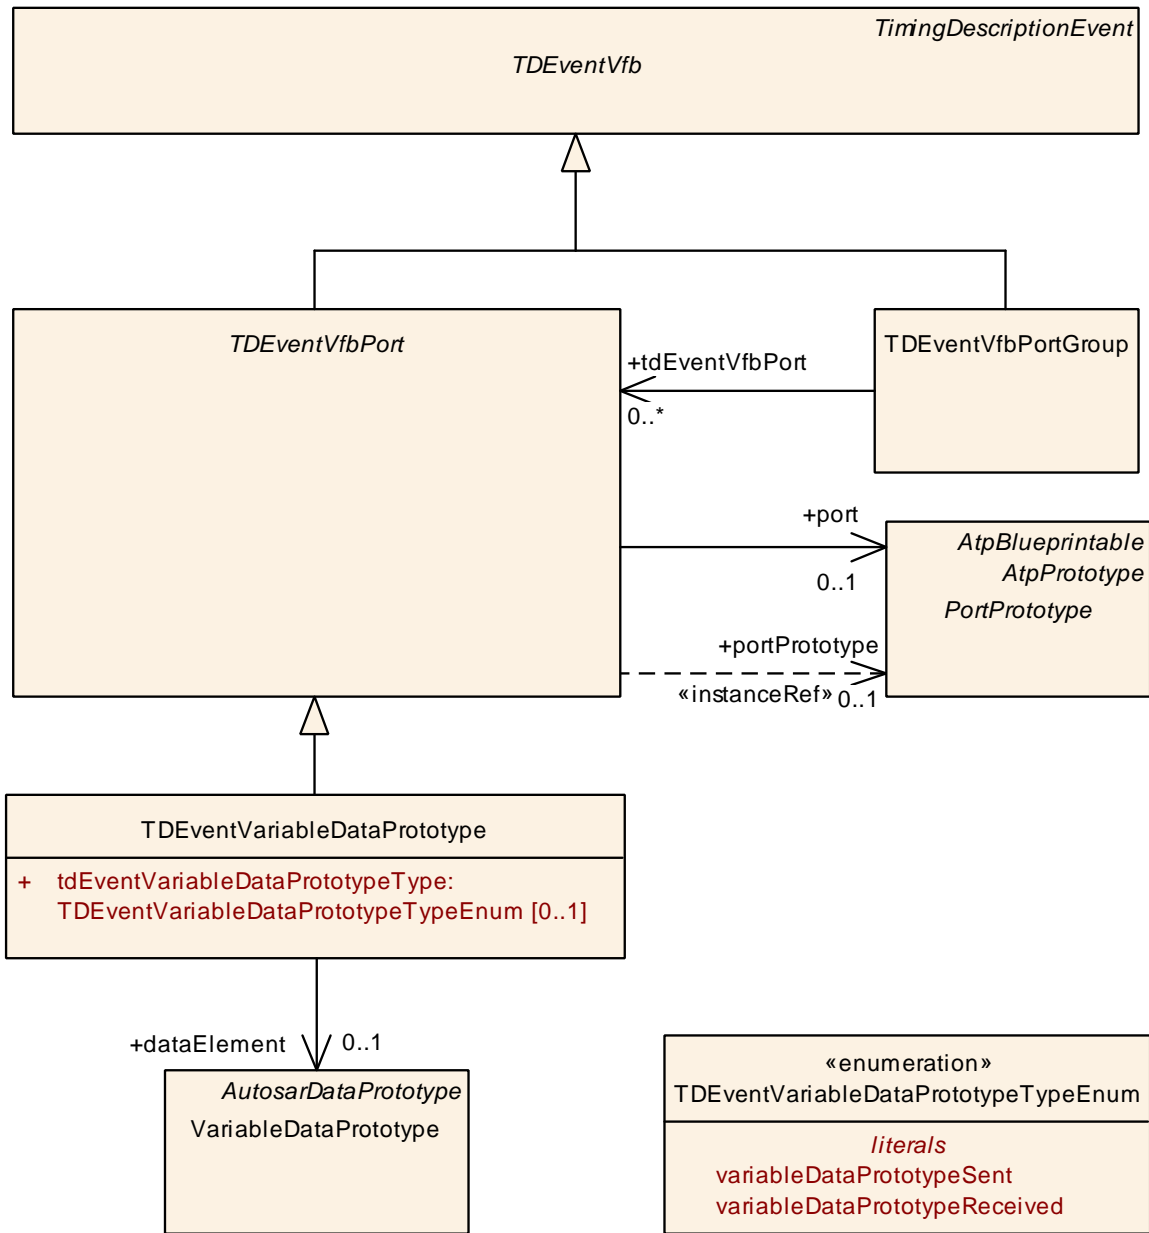 TimingDescriptionEvent
TDEventVfb
TDEventVfbPort
TDEventVfbPortGroup
+tdEventVfbPort
0..*
+port
0..1
AtpBlueprintable
AtpPrototype
PortPrototype
+portPrototype
«instanceRef» 0..1
TDEventVariableDataPrototype
+ tdEventVariableDataPrototypeType:
TDEventVariableDataPrototypeTypeEnum [0..1]
+dataElement 0..1
AutosarDataPrototype
VariableDataPrototype
«enumeration»
TDEventVariableDataPrototypeTypeEnum
literals
variableDataPrototypeSent
variableDataPrototypeReceived